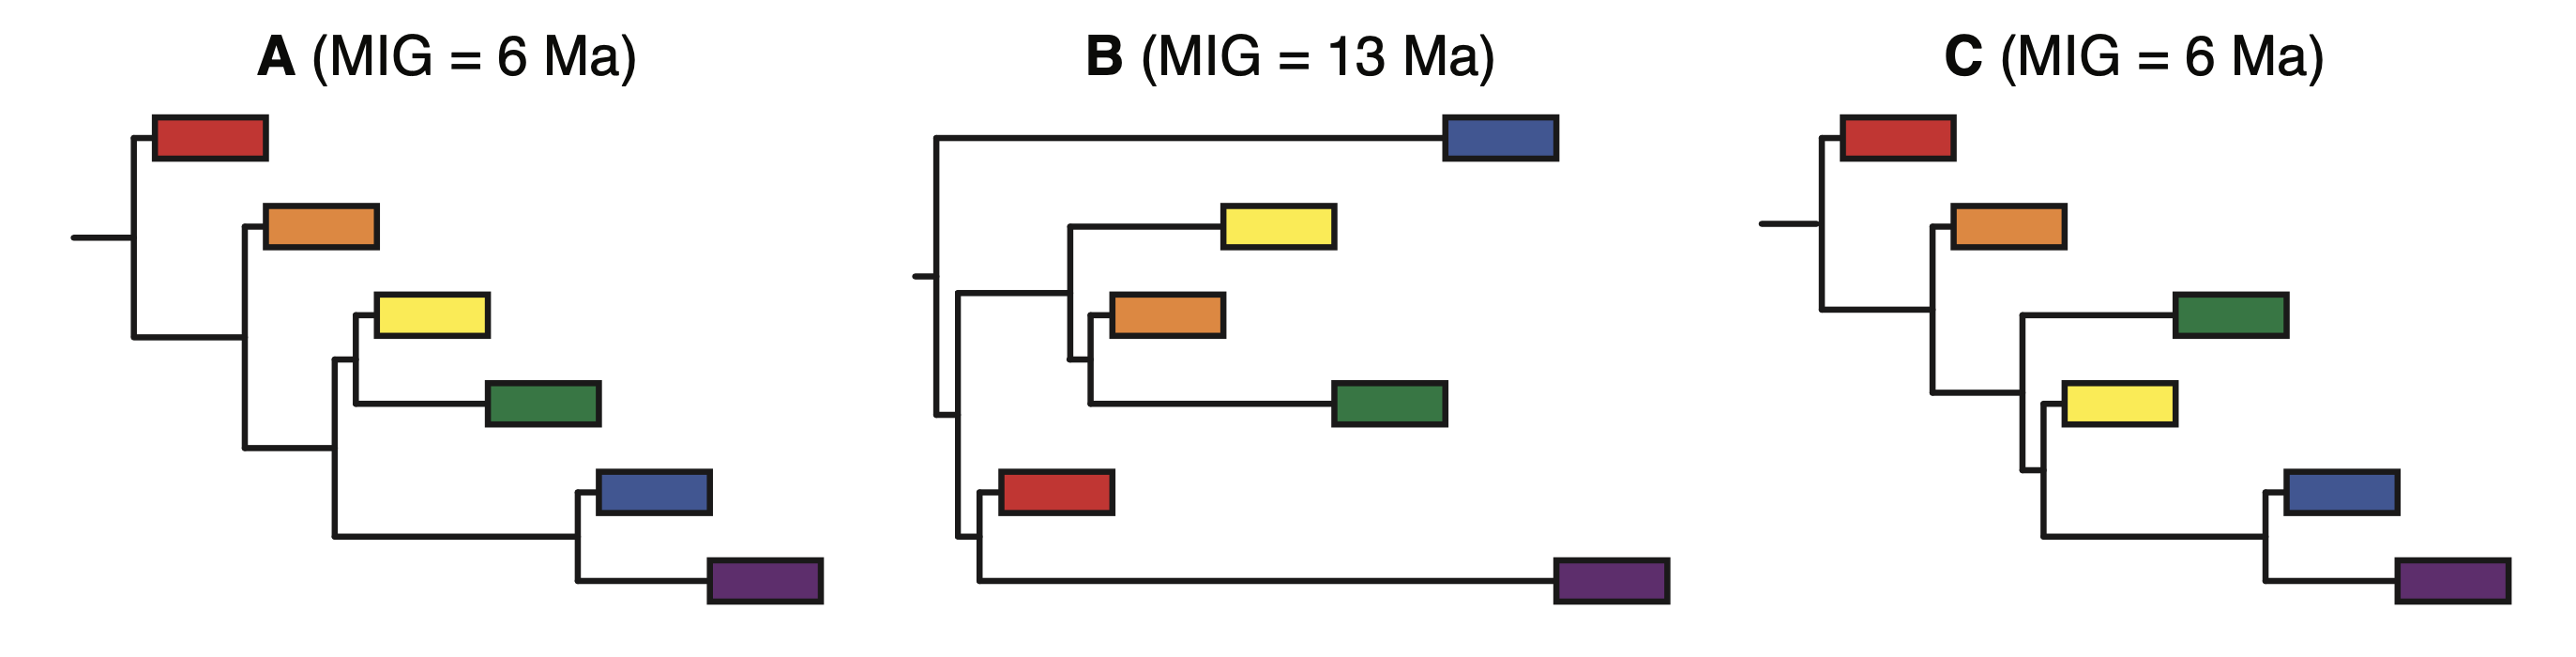 A (MIG = 6 Ma)
B (MIG = 13 Ma)
C (MIG = 6 Ma)